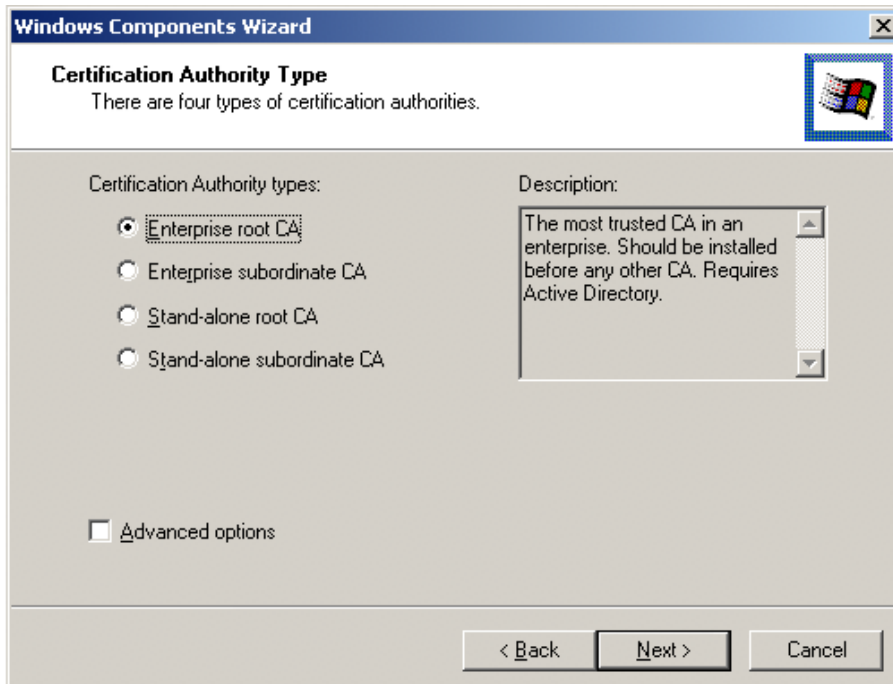 Windows Components Wizard
Certification Authority Type
There are four types of certification authorities.
Certification Authority types:
Enterprise root CA
Enterprise subordinate CA
Stand-alone root CA
Stand-alone subordinate CA
Description:
The most trusted CA in an
enterprise. Should be installed
before any other CA. Requires
Active Directory.
Advanced options
< Back
Next >
Cancel